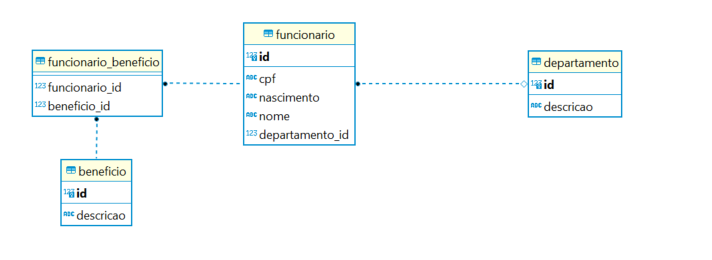 funcionario_beneficio
123 funcionario_id
123 beneficio_id
funcionario
123 id
ABC cpf
ABC nascimento
ABC nome
123 departamento_id
departamento
123 id
ABC descricao
beneficio
123 id
ABC descricao